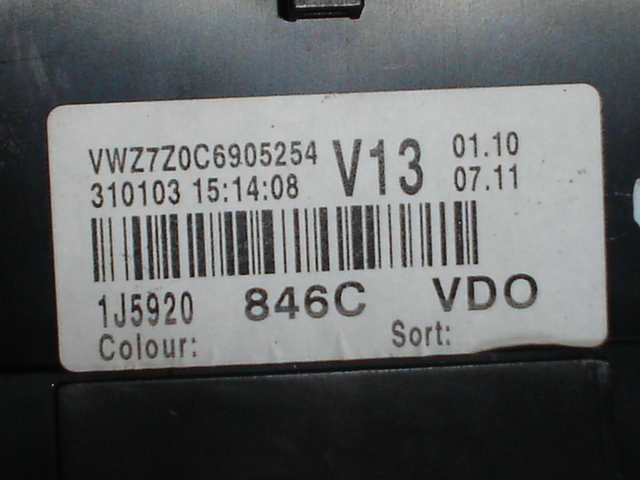 VWZ7Z0C6905254 V13 01.10
310103 15:14:08 07.11
1J5920 846C VDO
Colour: Sort: